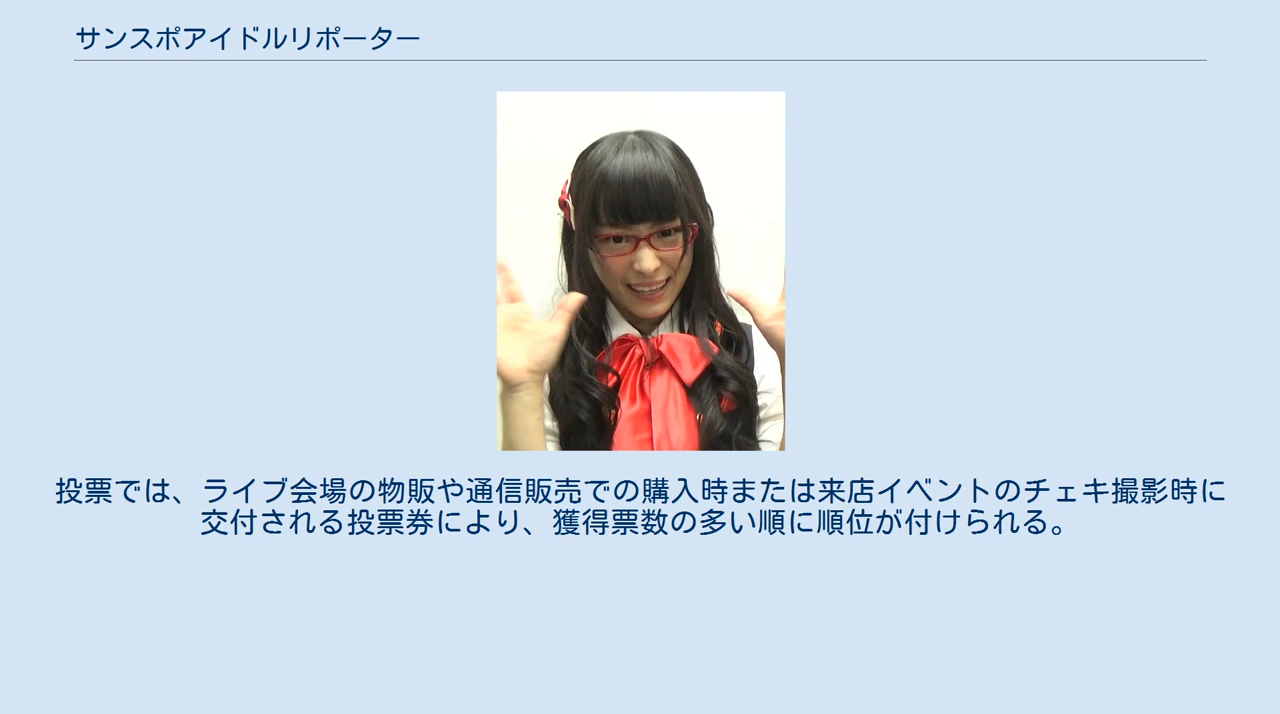 サンスポアイドルリポーター
投票では、ライブ会場の物販や通信販売での購入時または来店イベントのチェキ撮影時に
交付される投票券により、獲得票数の多い順に順位が付けられる。